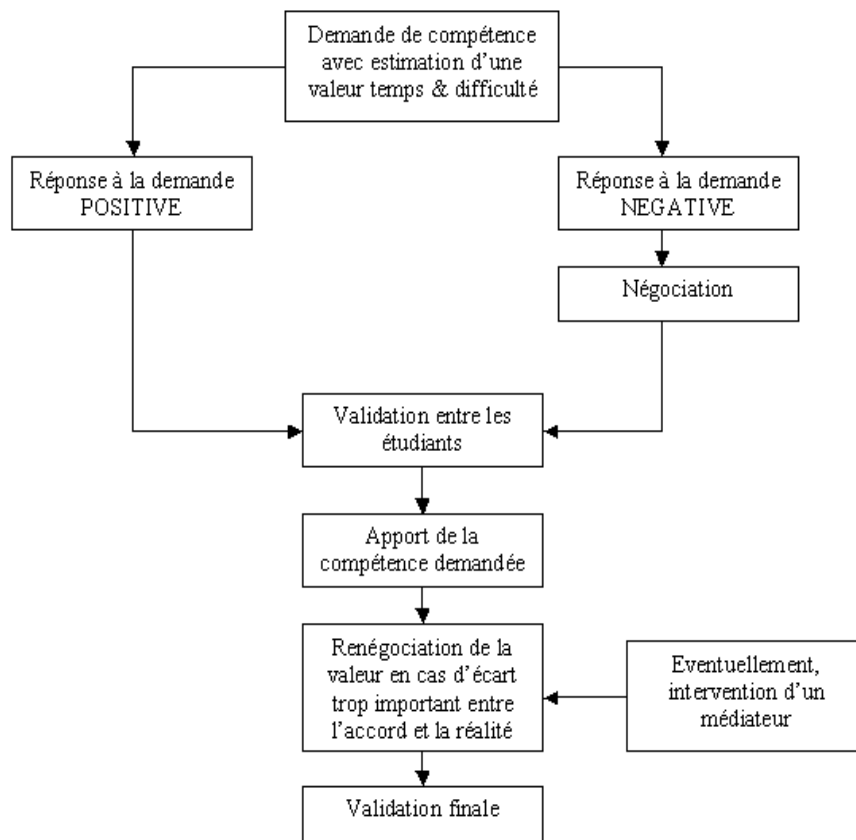 Demande de compétence
avec estimation d'une
valeur temps & difficulté
Réponse à la demande
POSITIVE
Réponse à la demande
NEGATIVE
Négociation
Validation entre les
étudiants
Apport de la
compétence demandée
Renégociation de la
valeur en cas d'écart
trop important entre
l'accord et la réalité
Eventuellement,
intervention d'un
médiateur
Validation finale